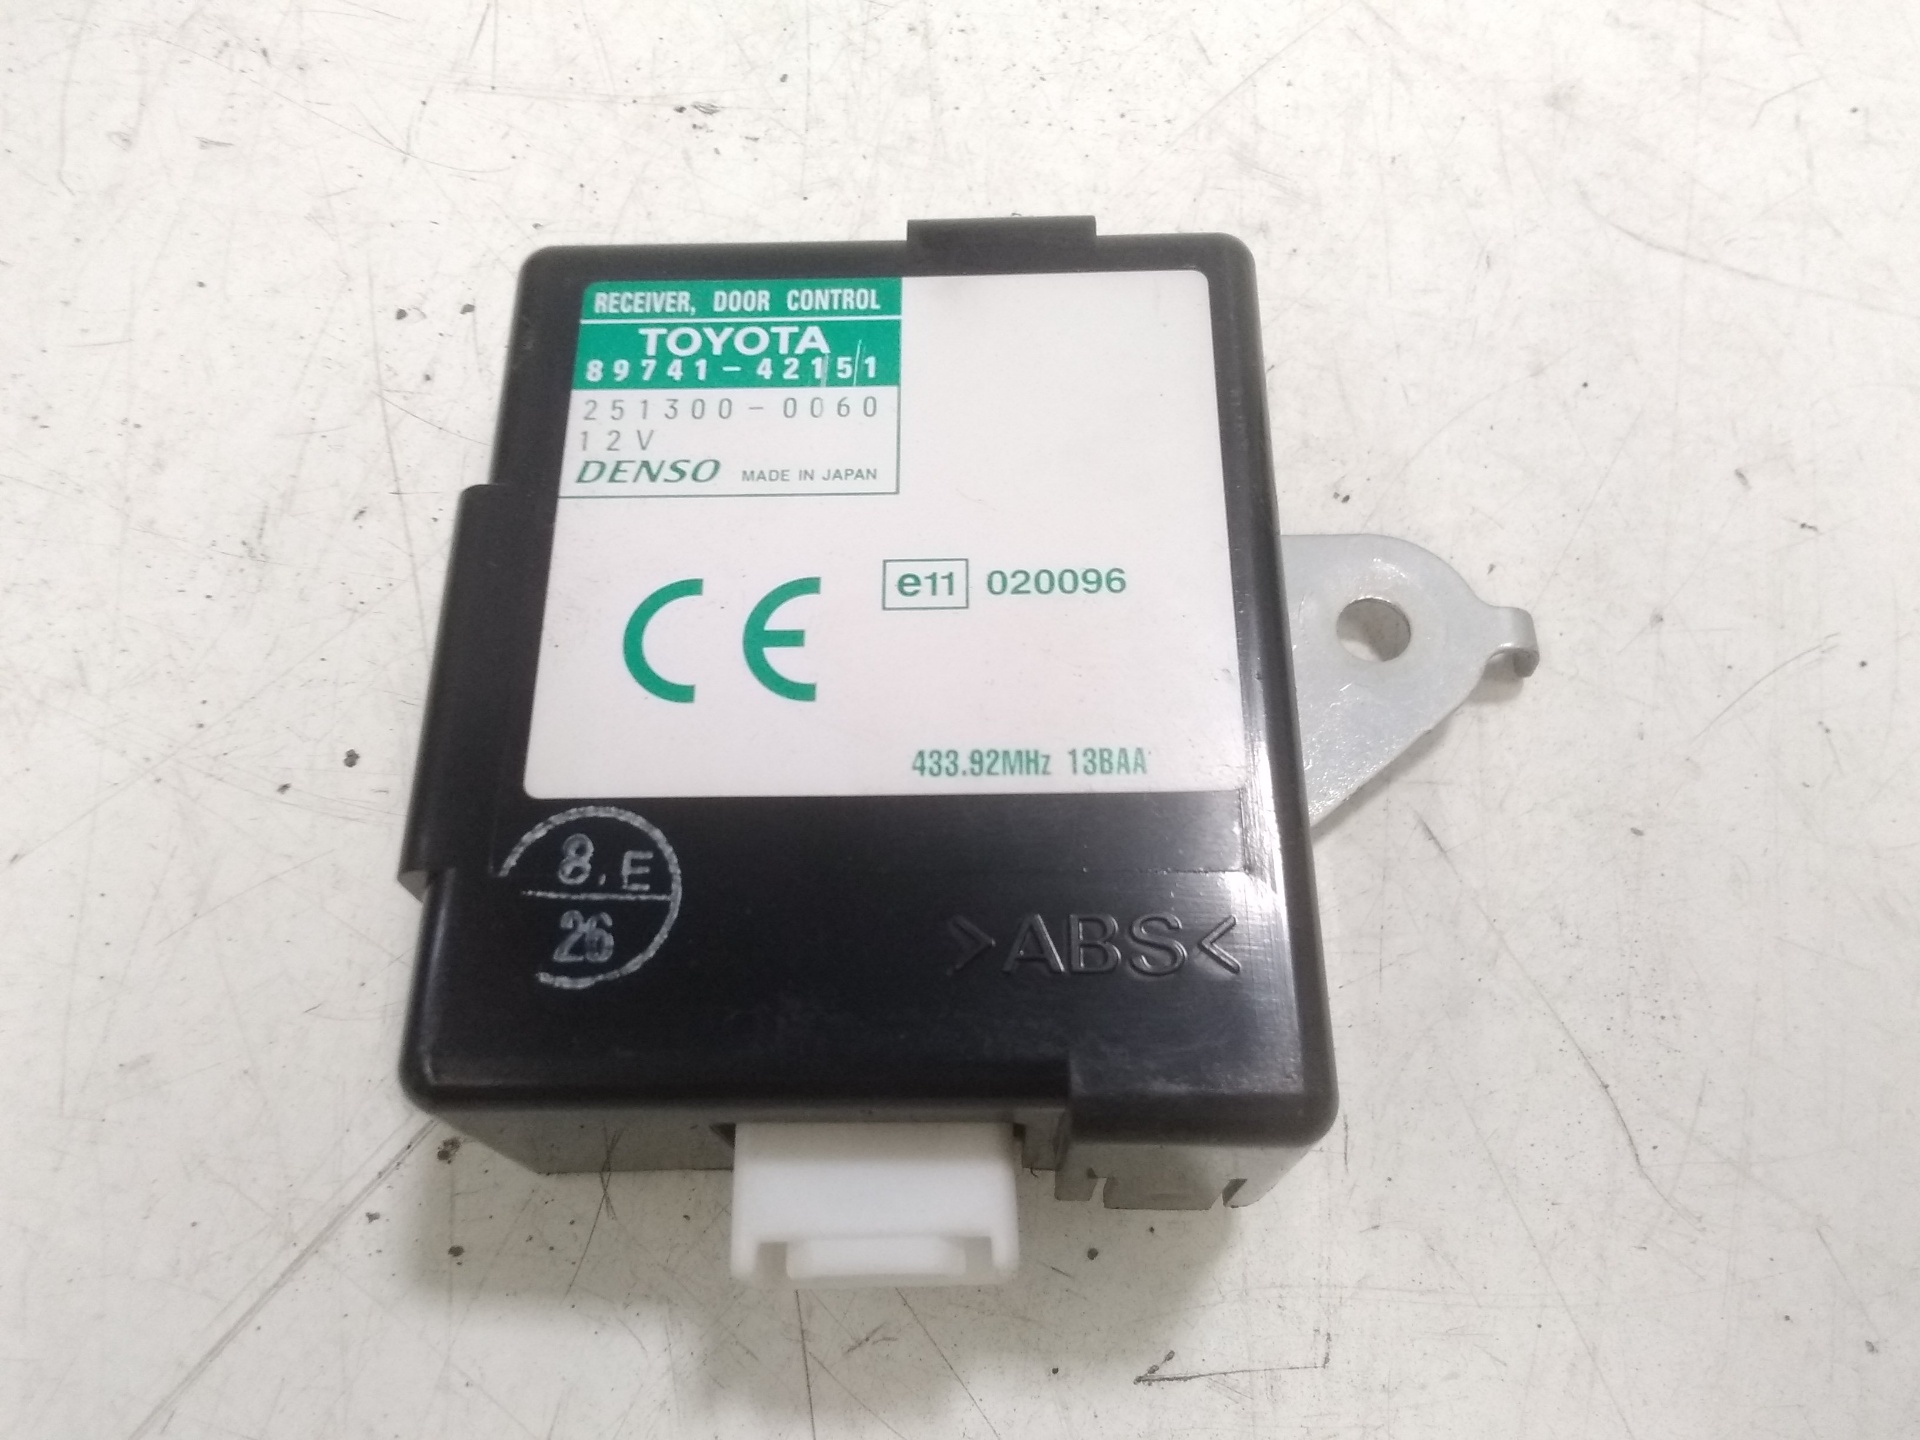 RECEIVER, DOOR CONTROL
TOYOTA
89741-42151
251300-0060
12V
DENSO MADE IN JAPAN
CE
e11 020096
433.92MHz 13BAA
8.E
26
>ABS<